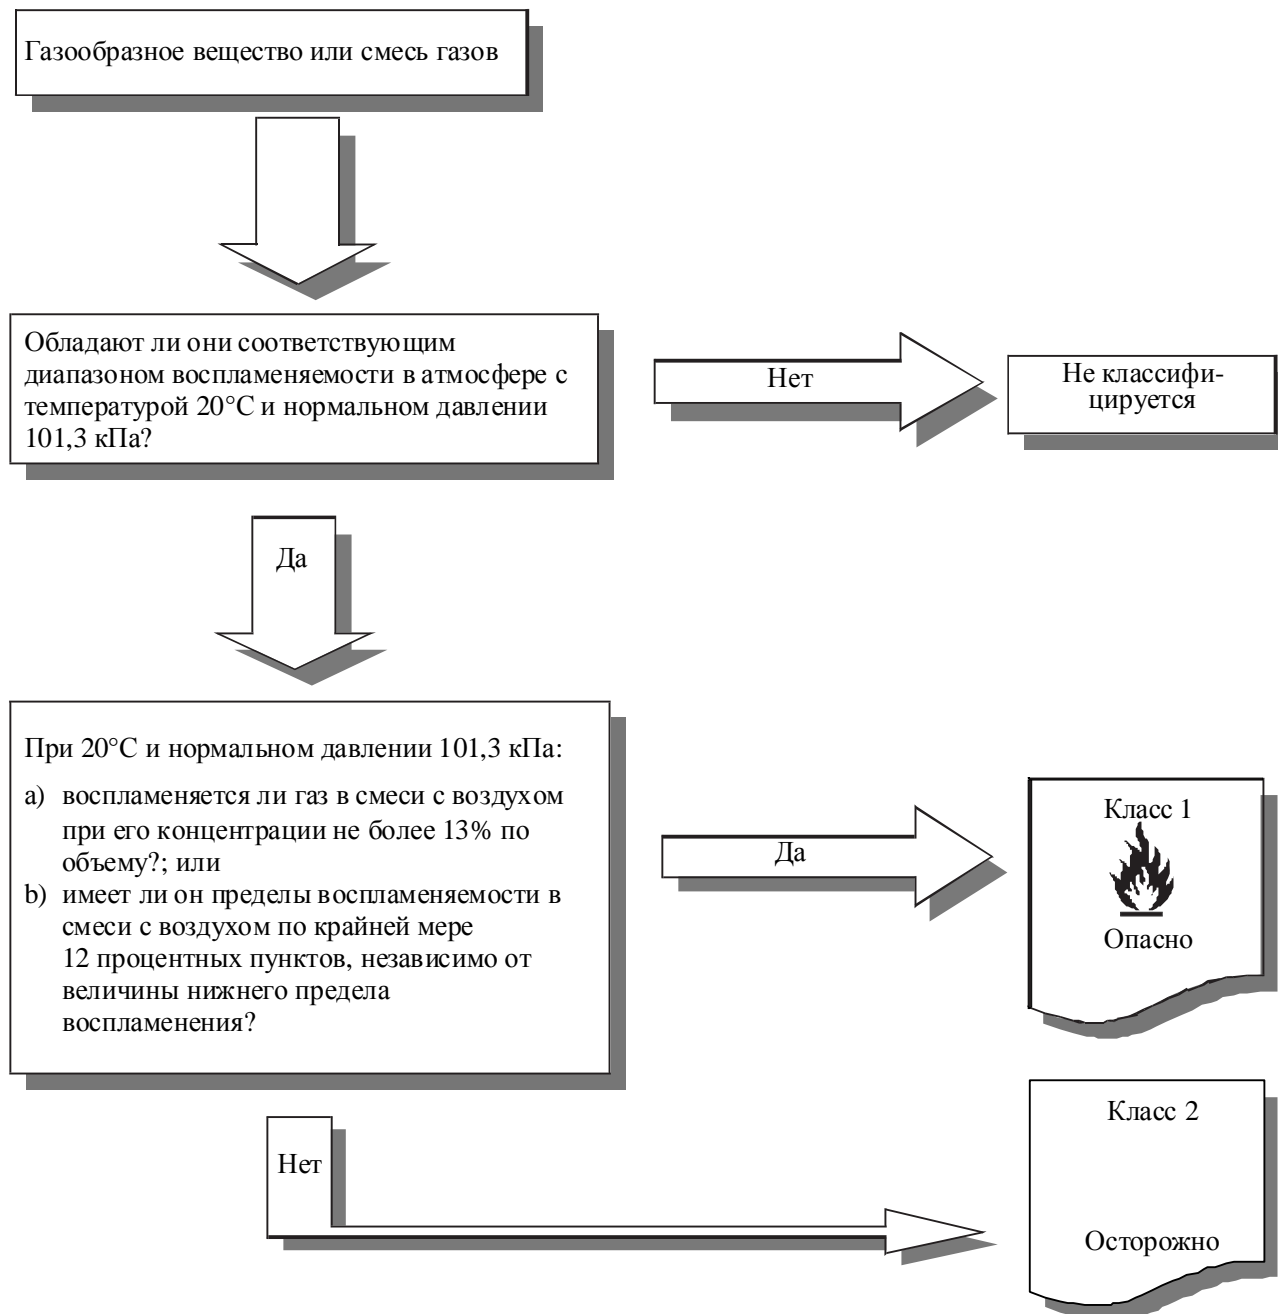 Газообразное вещество или смесь газов
Обладают ли они соответствующим
диапазоном воспламеняемости в атмосфере с
температурой 20°С и нормальном давлении
101,3 кПа?
Нет
Не классифи-
цируется
Да
При 20°С и нормальном давлении 101,3 кПа:
a) воспламеняется ли газ в смеси с воздухом
при его концентрации не более 13% по
объему?; или
b) имеет ли он пределы воспламеняемости в
смеси с воздухом по крайней мере
12 процентных пунктов, независимо от
величины нижнего предела
воспламенения?
Да
Класс 1
Опасно
Нет
Класс 2
Осторожно